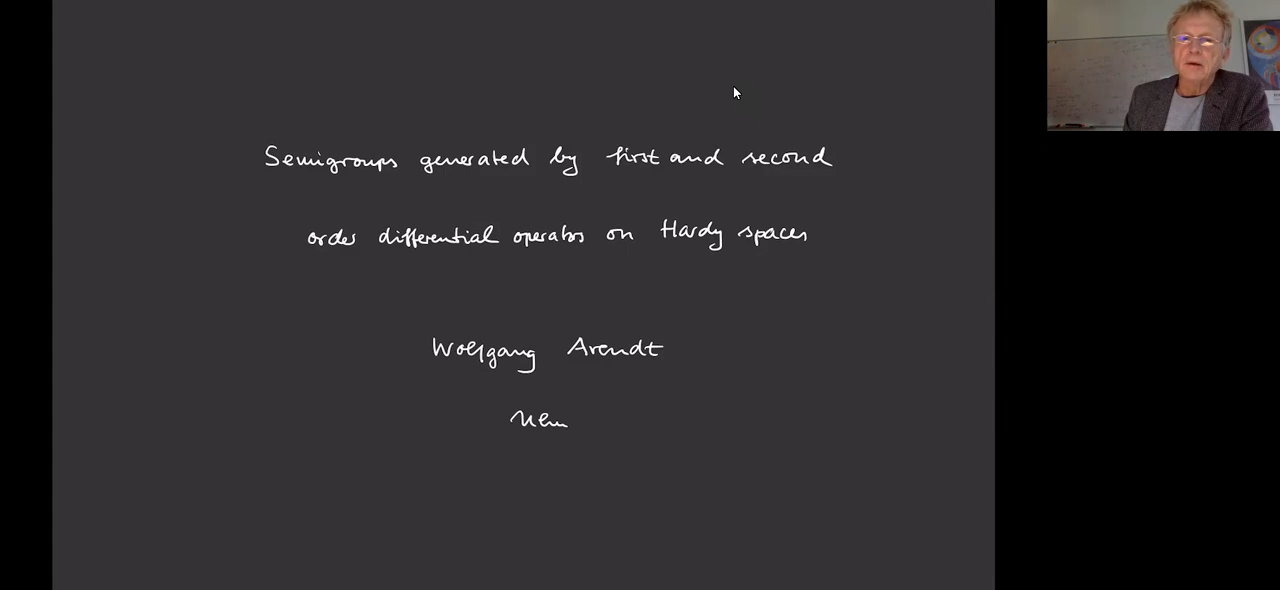 Semigroups generated by first and second
order differential operators on Hardy spaces
Wolfgang Arendt
Ulm